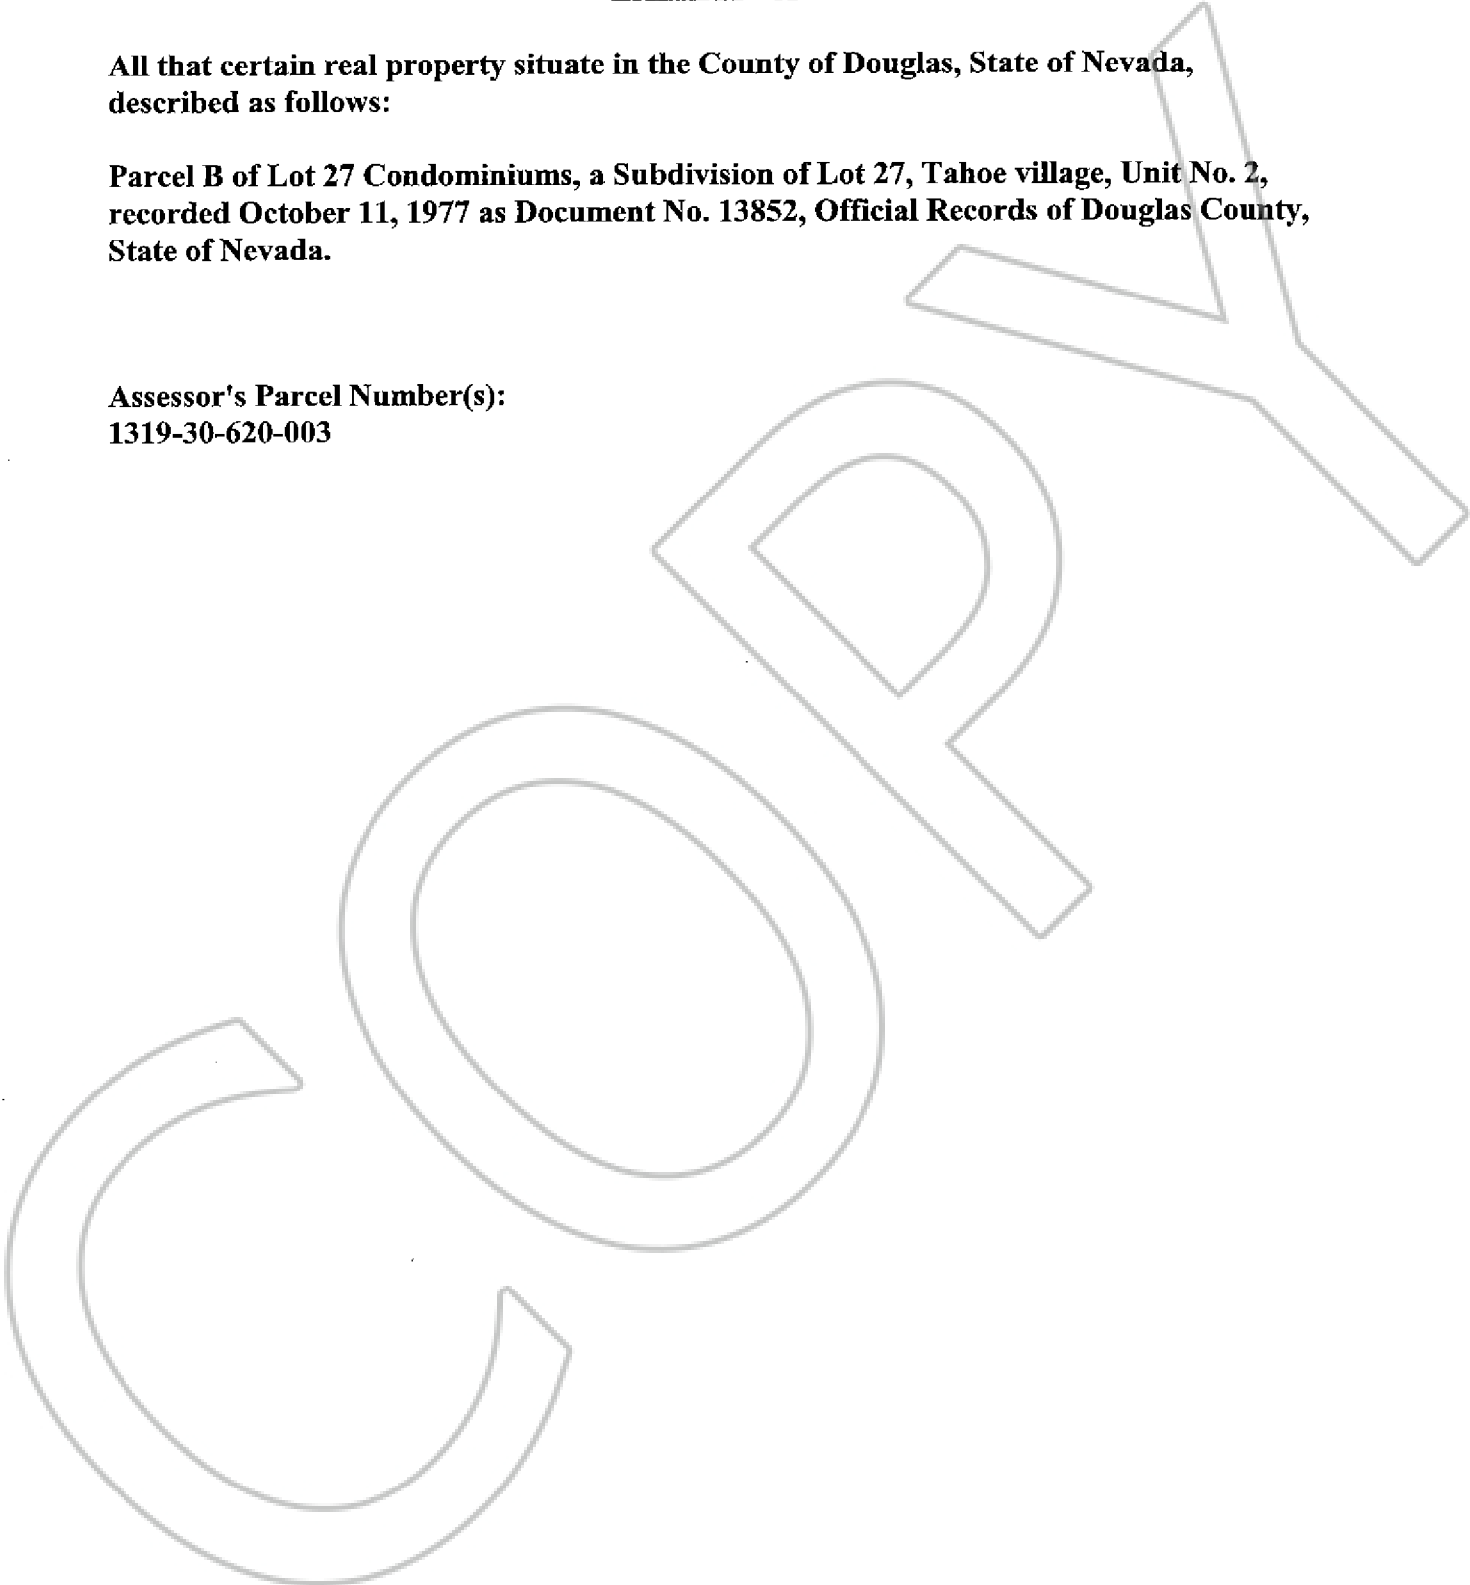 All that certain real property situate in the County of Douglas, State of Nevada,
described as follows:
Parcel B of Lot 27 Condominiums, a Subdivision of Lot 27, Tahoe village, Unit No. 2,
recorded October 11, 1977 as Document No. 13852, Official Records of Douglas County,
State of Nevada.
Assessor's Parcel Number(s):
1319-30-620-003
COPY